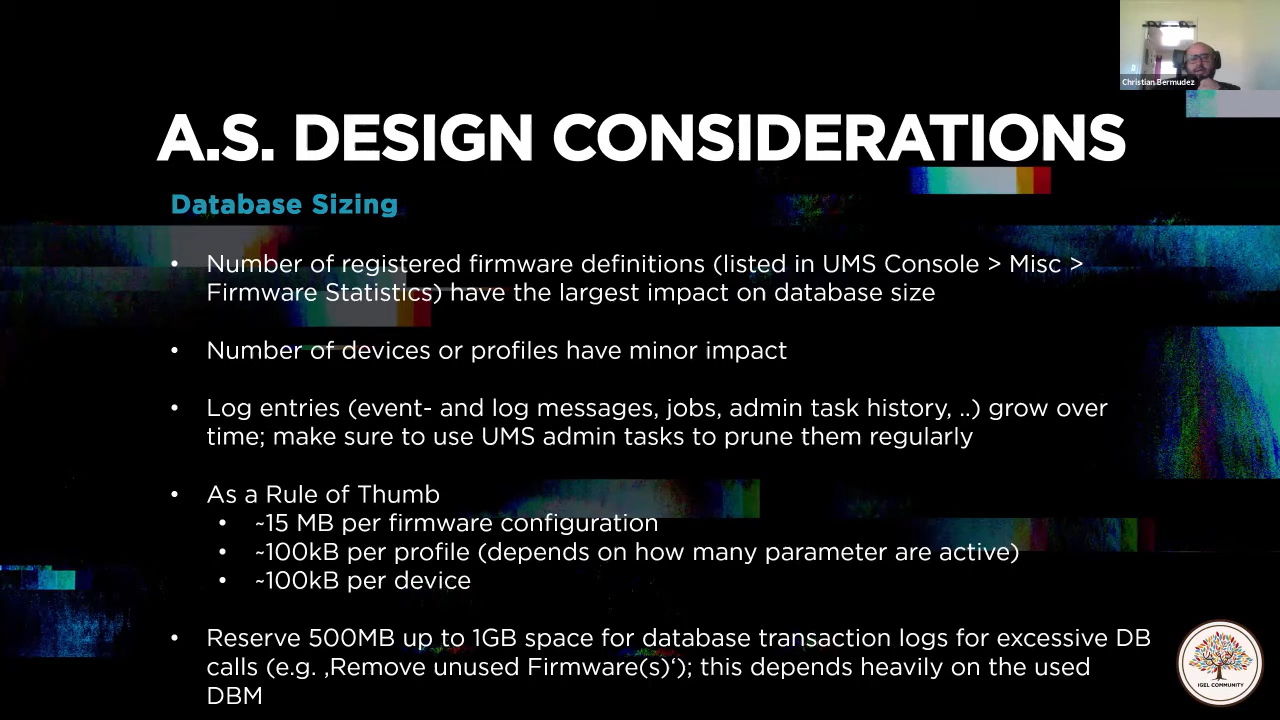 Christian Bermudez
A.S. DESIGN CONSIDERATIONS
Database Sizing
• Number of registered firmware definitions (listed in UMS Console > Misc >
Firmware Statistics) have the largest impact on database size
• Number of devices or profiles have minor impact
• Log entries (event- and log messages, jobs, admin task history, ..) grow over
time; make sure to use UMS admin tasks to prune them regularly
• As a Rule of Thumb
• ~15 MB per firmware configuration
• ~100kB per profile (depends on how many parameter are active)
• ~100kB per device
• Reserve 500MB up to 1GB space for database transaction logs for excessive DB
calls (e.g. ‚Remove unused Firmware(s)‘); this depends heavily on the used
DBM
IGEL COMMUNITY